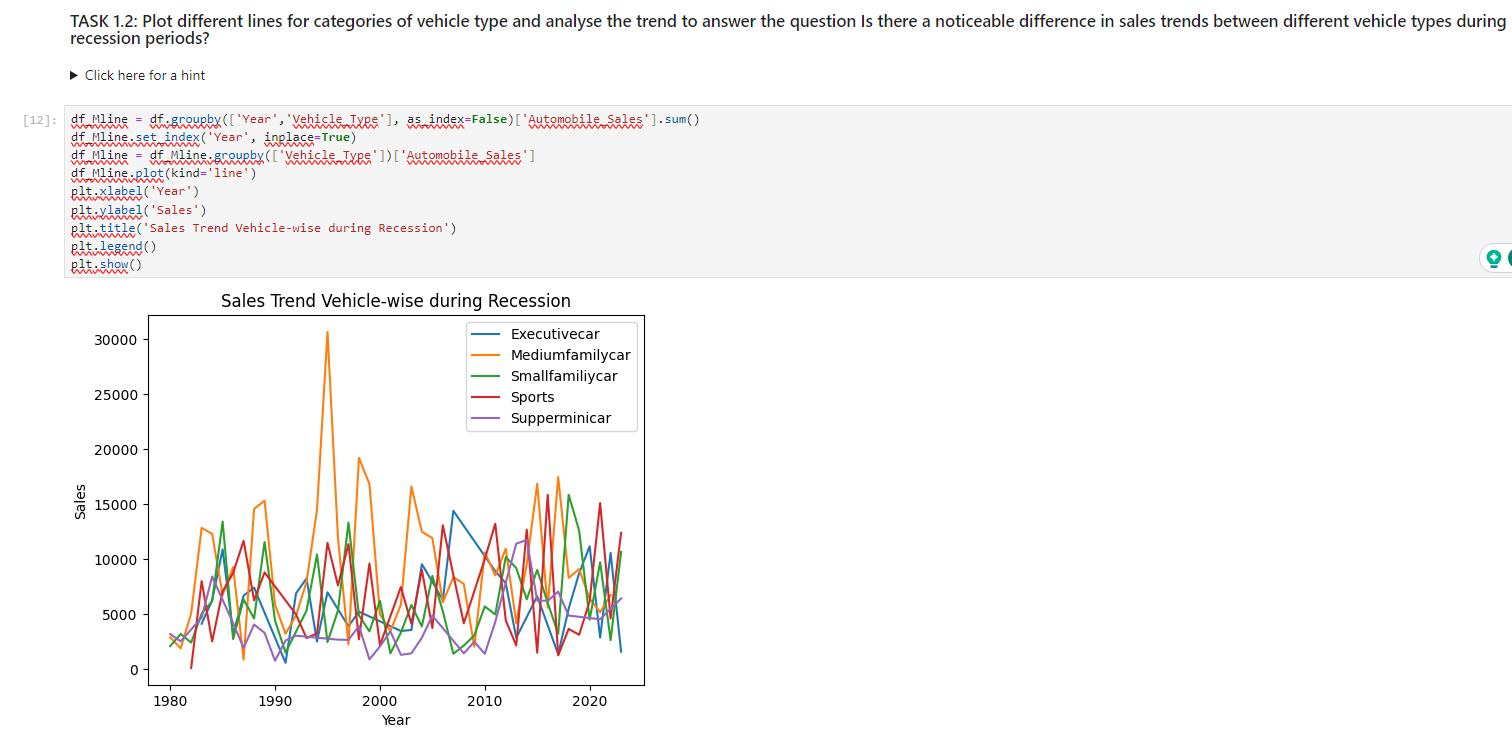 TASK 1.2: Plot different lines for categories of vehicle type and analyse the trend to answer the question Is there a noticeable difference in sales trends between different vehicle types during
recession periods?
▶ Click here for a hint
[12]:
df_Mline = df.groupby(['Year','Vehicle_Type'], as_index=False)['Automobile_Sales'].sum()
df_Mline.set_index('Year', inplace=True)
df_Mline = df_Mline.groupby(['Vehicle_Type'])['Automobile_Sales']
df_Mline.plot(kind='line')
plt.xlabel('Year')
plt.ylabel('Sales')
plt.title('Sales Trend Vehicle-wise during Recession')
plt.legend()
plt.show()
Sales Trend Vehicle-wise during Recession
Executivecar
Mediumfamilycar
Smallfamiliycar
Sports
Supperminicar
30000
25000
20000
15000
10000
5000
0
Sales
1980 1990 2000 2010 2020
Year